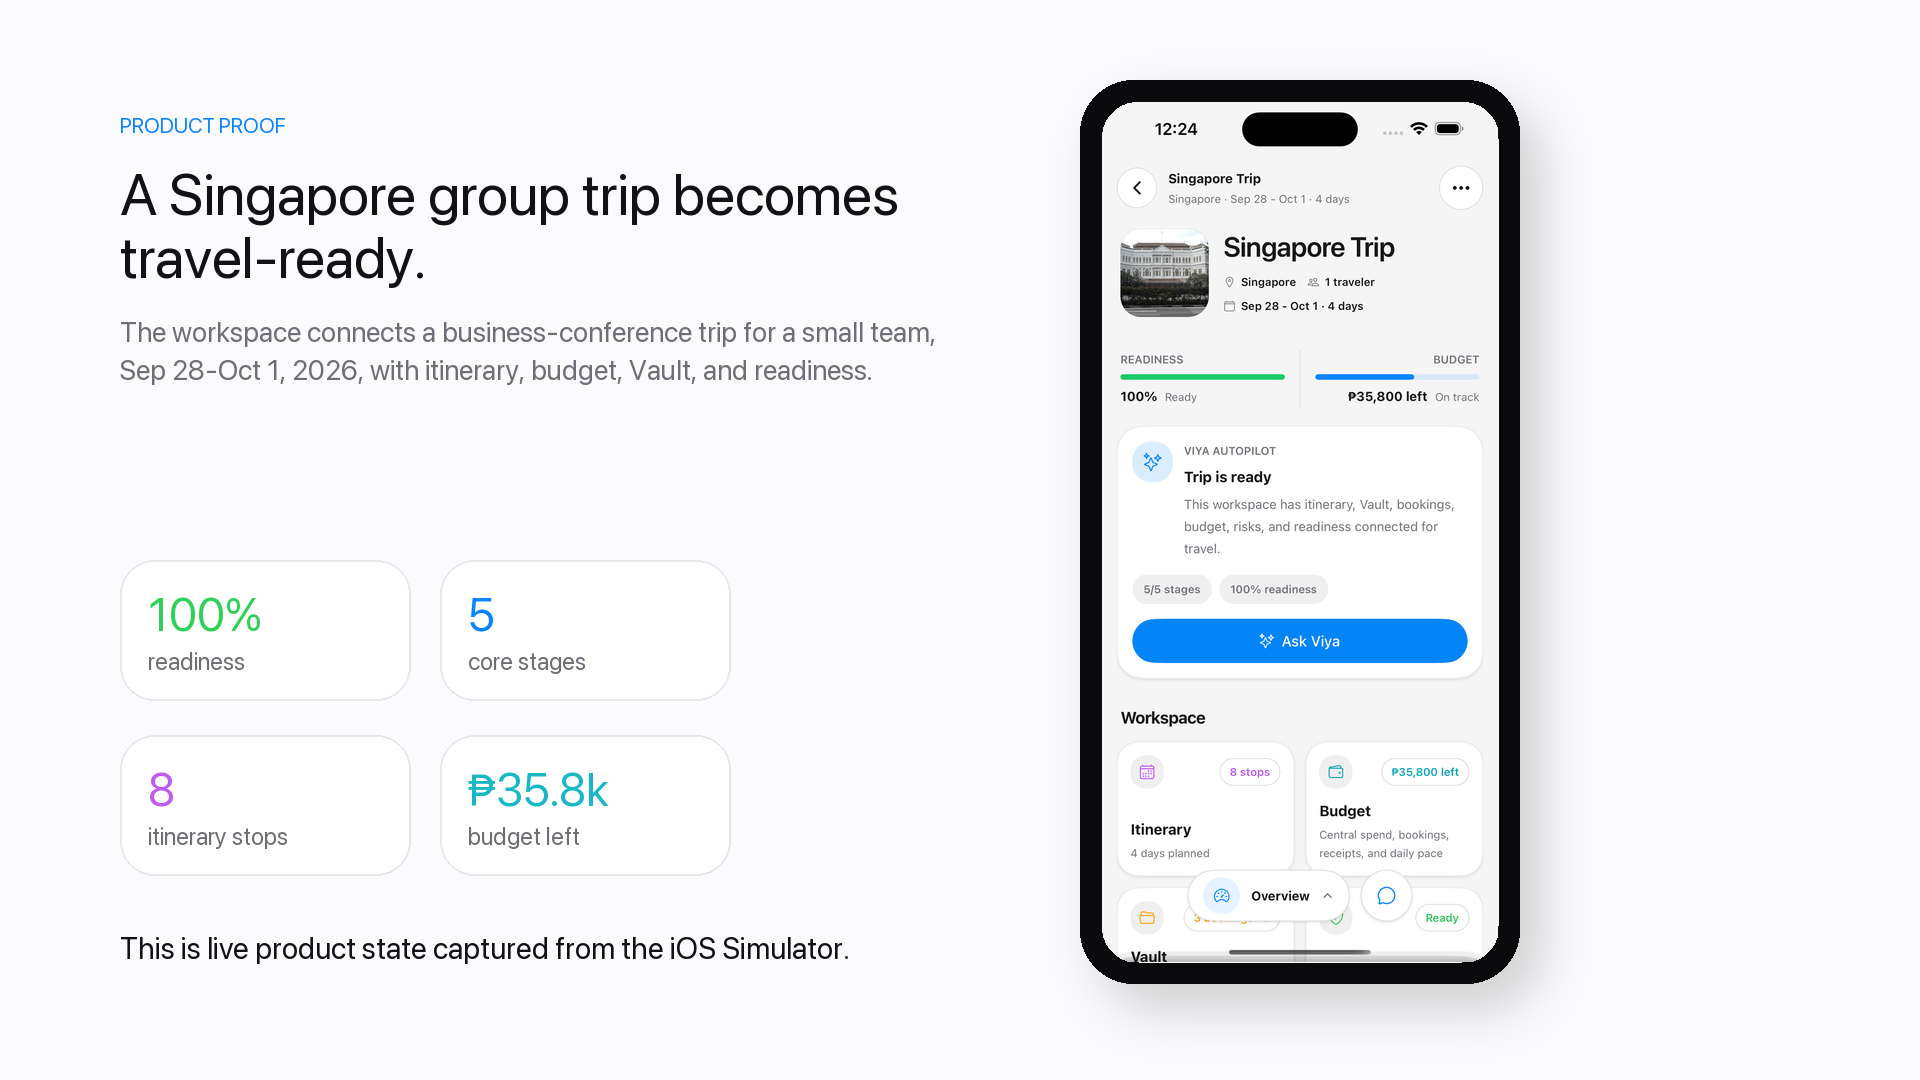 PRODUCT PROOF
A Singapore group trip becomes
travel-ready.
The workspace connects a business-conference trip for a small team,
Sep 28-Oct 1, 2026, with itinerary, budget, Vault, and readiness.
100%
readiness
5
core stages
8
itinerary stops
₱35.8k
budget left
This is live product state captured from the iOS Simulator.
12:24
Singapore Trip
Singapore · Sep 28 - Oct 1 · 4 days
Singapore Trip
Singapore 1 traveler
Sep 28 - Oct 1 · 4 days
READINESS
100% Ready
BUDGET
₱35,800 left On track
VIYA AUTOPILOT
Trip is ready
This workspace has itinerary, Vault, bookings,
budget, risks, and readiness connected for
travel.
5/5 stages 100% readiness
Ask Viya
Workspace
8 stops
Itinerary
4 days planned
₱35,800 left
Budget
Central spend, bookings,
receipts, and daily pace
Overview
Ready
Vault